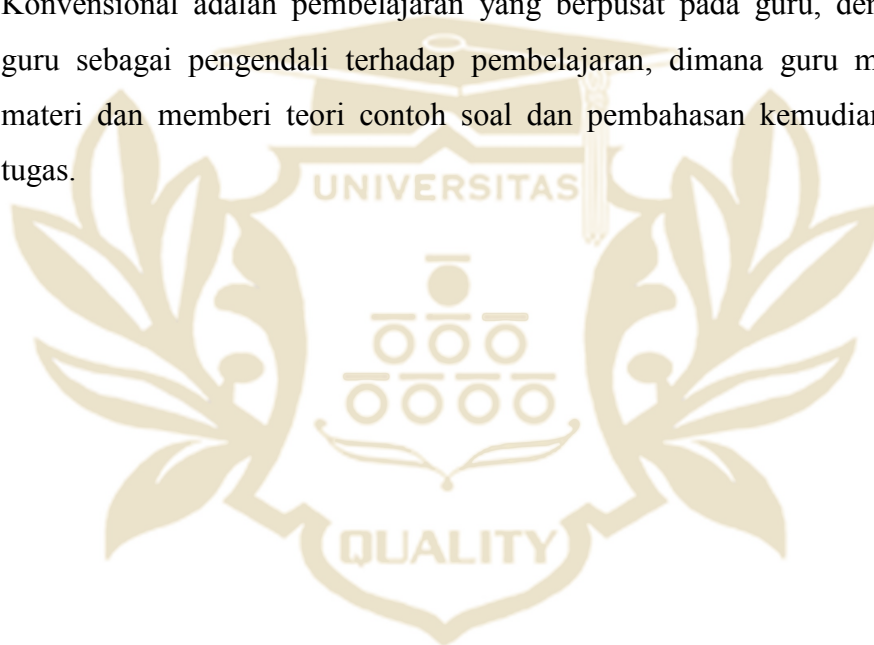 Konvensional adalah pembelajaran yang berpusat pada guru,
guru sebagai pengendali terhadap pembelajaran, dimana guru
materi dan memberi teori contoh soal dan pembahasan kemudian
tugas.
UNIVERSITAS
QUALITY